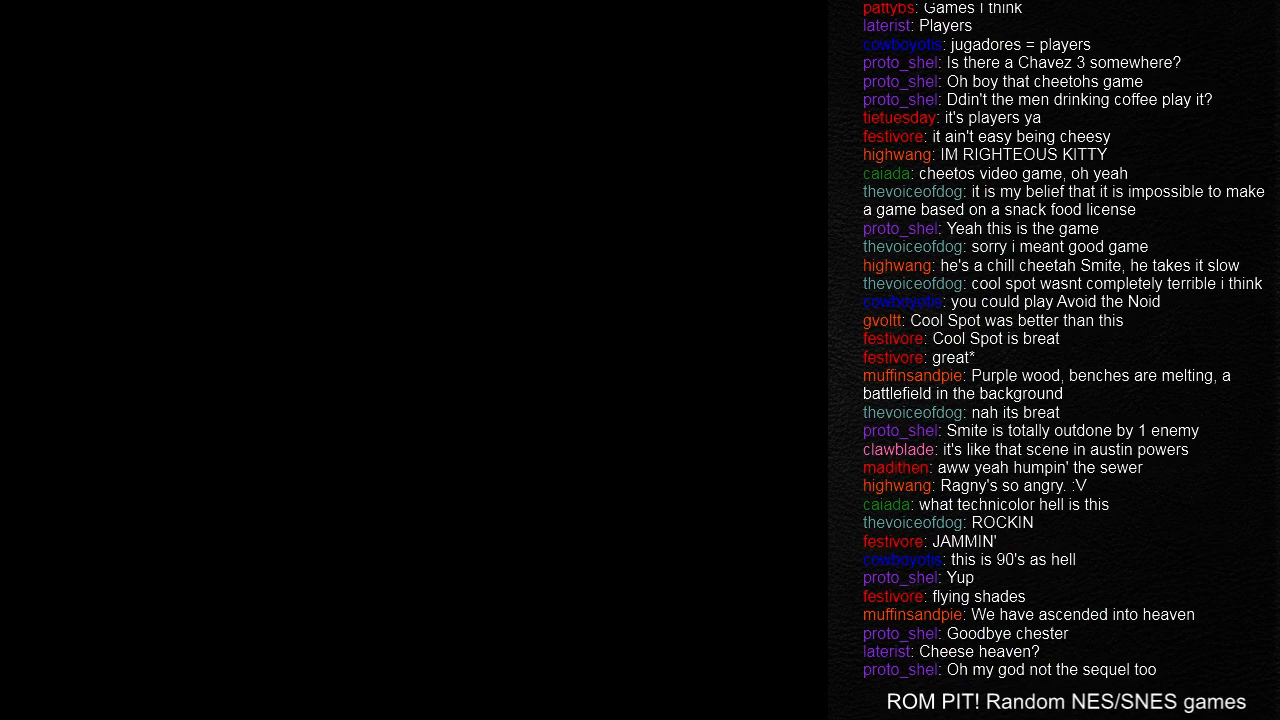 pattybs: Games I think
laterist: Players
cowboyotis: jugadores = players
proto_shel: Is there a Chavez 3 somewhere?
proto_shel: Oh boy that cheetohs game
proto_shel: Ddin't the men drinking coffee play it?
tietuesday: it's players ya
festivore: it ain't easy being cheesy
highwang: IM RIGHTEOUS KITTY
caiada: cheetos video game, oh yeah
thevoiceofdog: it is my belief that it is impossible to make
a game based on a snack food license
proto_shel: Yeah this is the game
thevoiceofdog: sorry i meant good game
highwang: he's a chill cheetah Smite, he takes it slow
thevoiceofdog: cool spot wasnt completely terrible i think
cowboyotis: you could play Avoid the Noid
gvoltt: Cool Spot was better than this
festivore: Cool Spot is breat
festivore: great*
muffinsandpie: Purple wood, benches are melting, a
battlefield in the background
thevoiceofdog: nah its breat
proto_shel: Smite is totally outdone by 1 enemy
clawblade: it's like that scene in austin powers
madithen: aww yeah humpin' the sewer
highwang: Ragny's so angry. :V
caiada: what technicolor hell is this
thevoiceofdog: ROCKIN
festivore: JAMMIN'
cowboyotis: this is 90's as hell
proto_shel: Yup
festivore: flying shades
muffinsandpie: We have ascended into heaven
proto_shel: Goodbye chester
laterist: Cheese heaven?
proto_shel: Oh my god not the sequel too
ROM PIT! Random NES/SNES games